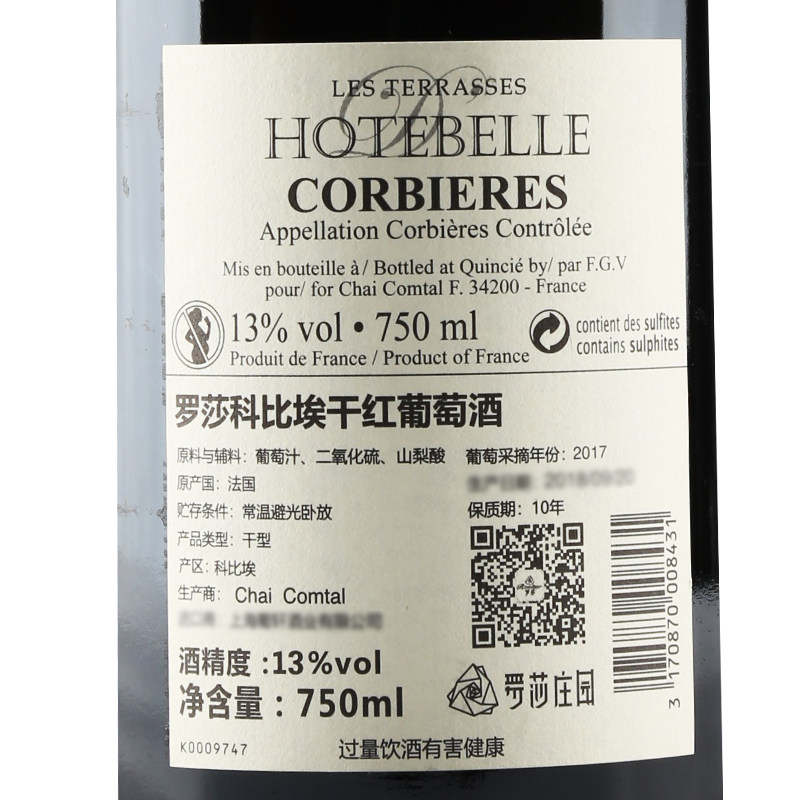 LES TERRASSES
HOTEBELLE
CORBIERES
Appellation Corbières Contrôlée
Mis en bouteille à/ Bottled at Quincié by/ par F.G.V
pour/ for Chai Comtal F. 34200 - France
13% vol • 750 ml
Produit de France / Product of France
contient des sulfites
contains sulphites
罗莎科比埃干红葡萄酒
原料与辅料：葡萄汁、二氧化硫、山梨酸
原产国：法国
贮存条件：常温避光卧放
产品类型：干型
产区：科比埃
生产商： Chai Comtal
葡萄采摘年份：2017
保质期：10年
酒精度：13%vol
净含量：750ml
罗莎庄园
3 170870 008431
K0009747
过量饮酒有害健康